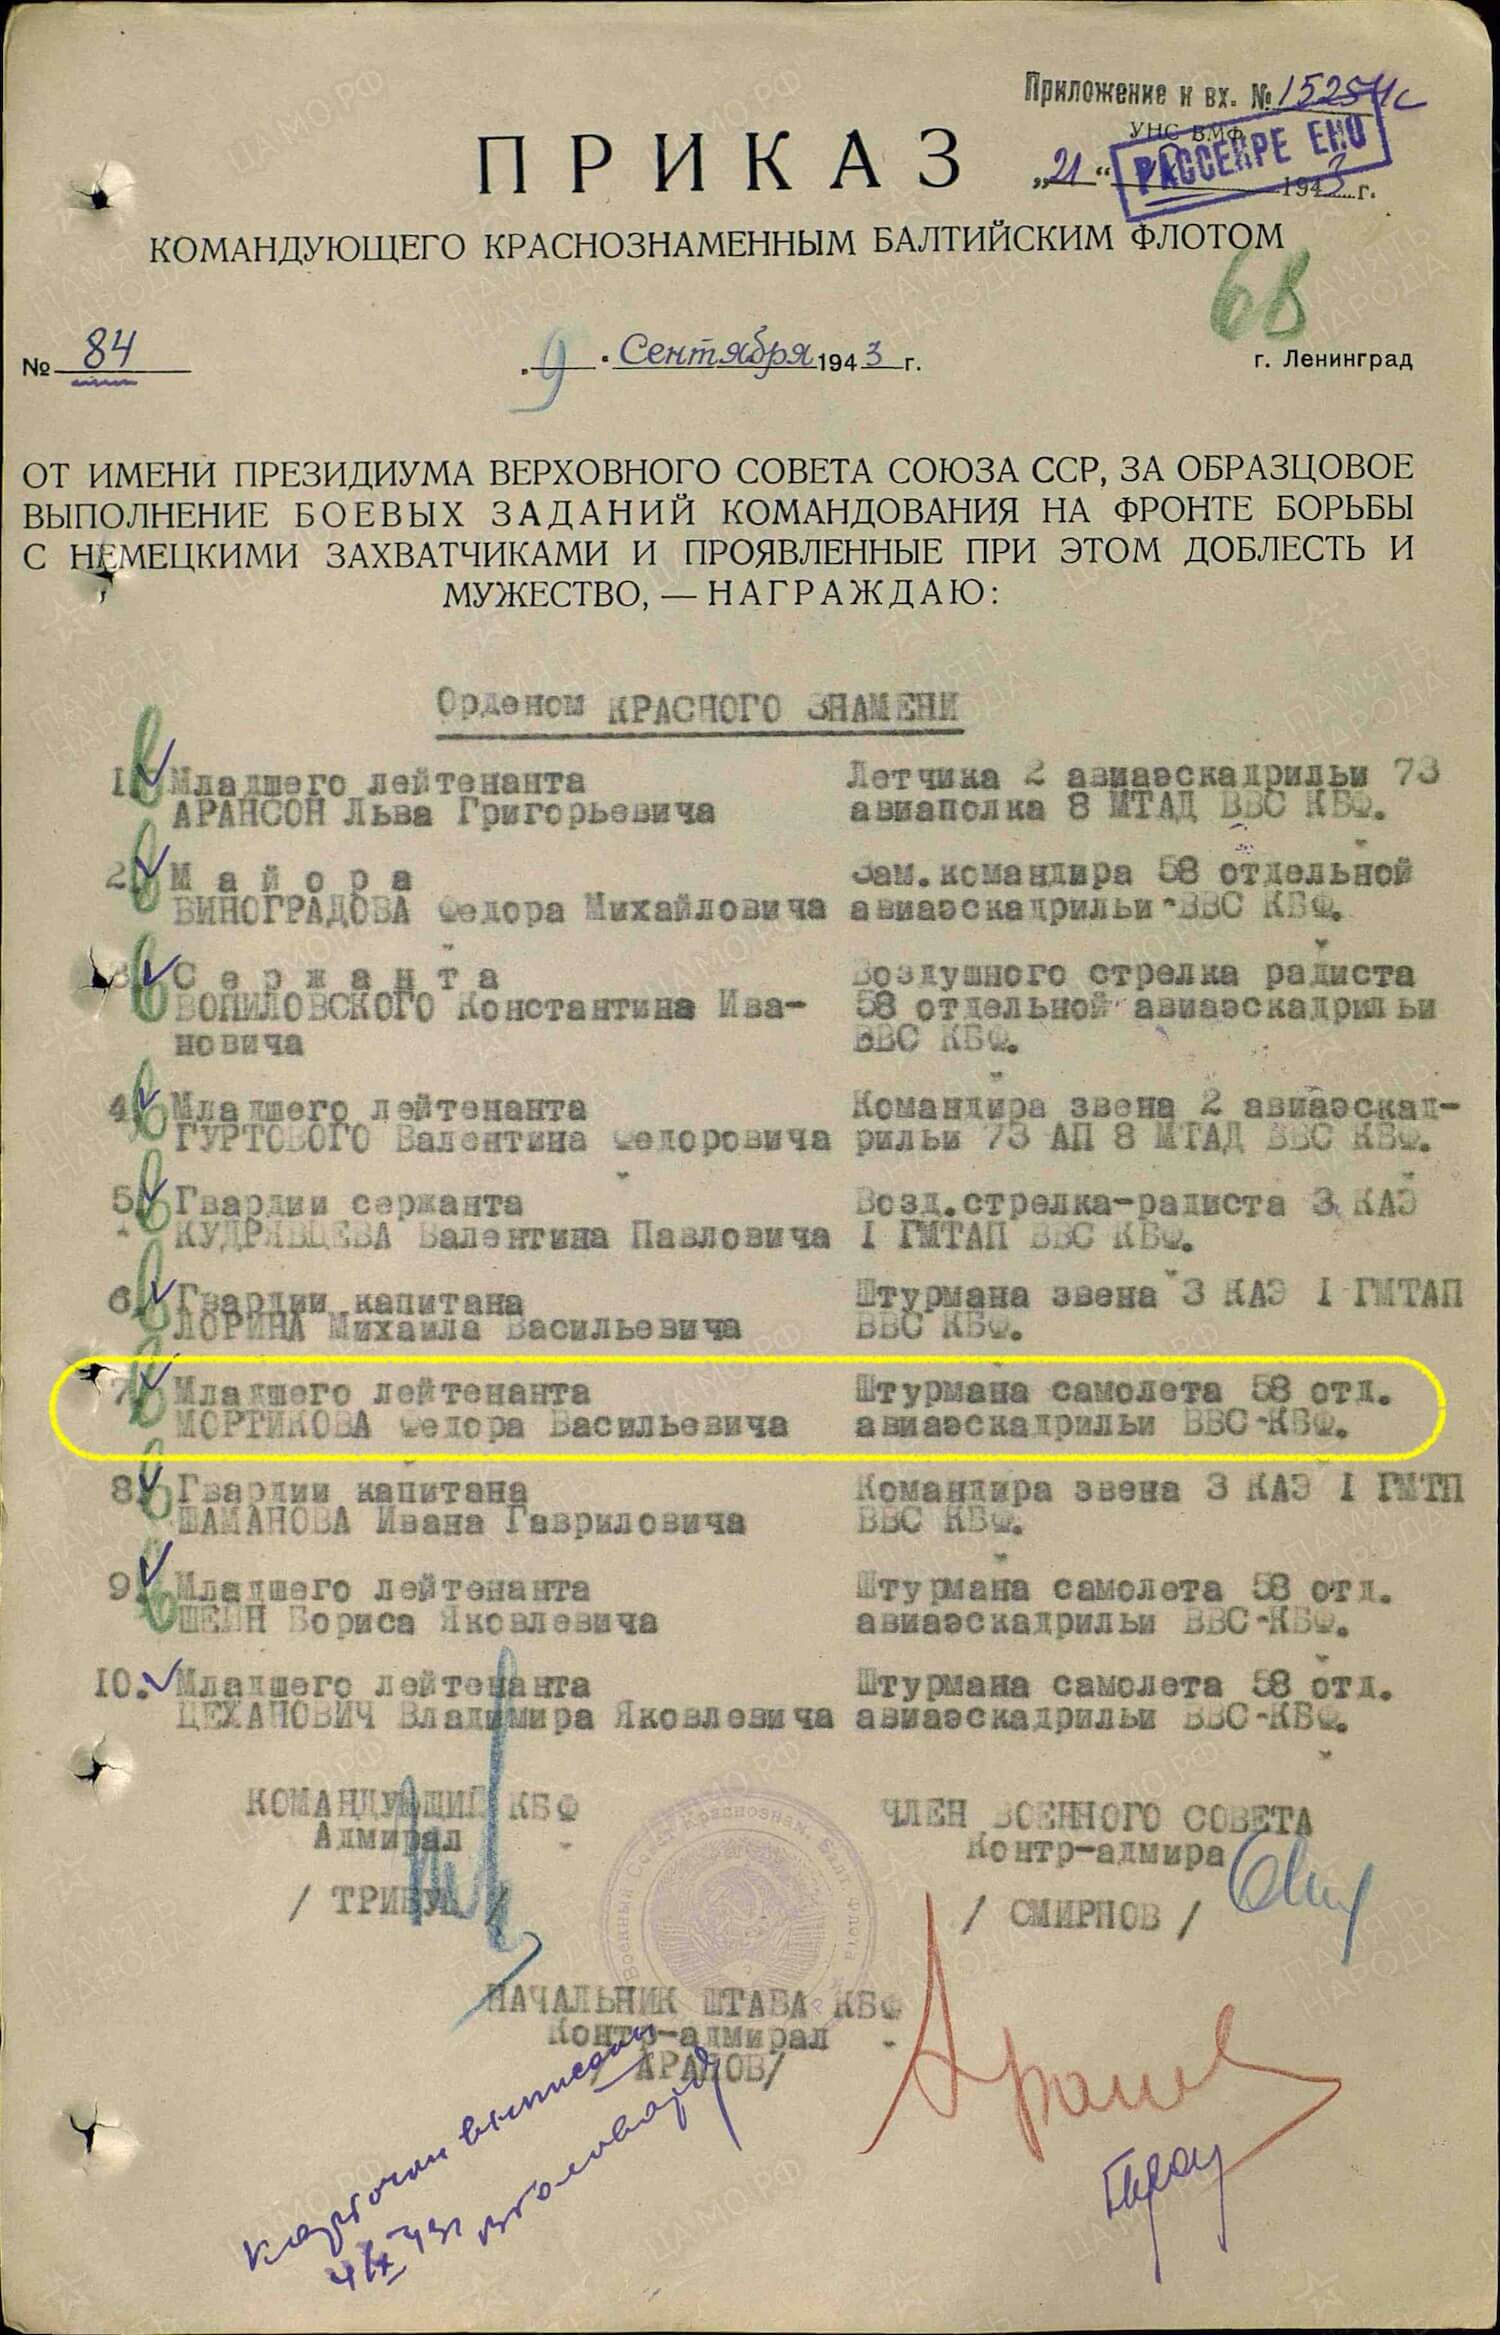 Приложение к вх. №
УНС ВМФ
РАССЕКРЕЧЕНО
„21“ 1943 г.
ПРИКАЗ
КОМАНДУЮЩЕГО КРАСНОЗНАМЕННЫМ БАЛТИЙСКИМ ФЛОТОМ
68
№ 84
9 Сентября 1943 г.
г. Ленинград
ОТ ИМЕНИ ПРЕЗИДИУМА ВЕРХОВНОГО СОВЕТА СОЮЗА ССР, ЗА ОБРАЗЦОВОЕ
ВЫПОЛНЕНИЕ БОЕВЫХ ЗАДАНИЙ КОМАНДОВАНИЯ НА ФРОНТЕ БОРЬБЫ
С НЕМЕЦКИМИ ЗАХВАТЧИКАМИ И ПРОЯВЛЕННЫЕ ПРИ ЭТОМ ДОБЛЕСТЬ И
МУЖЕСТВО, — НАГРАЖДАЮ:
Орденом КРАСНОГО ЗНАМЕНИ
1. Младшего лейтенанта Летчика 2 авиаэскадрильи 73
АРАНСОН Льва Григорьевича авиаполка 8 МТАД ВВС КБФ.
2. Майора Зам.командира 58 отдельной
ВИНОГРАДОВА Федора Михайловича авиаэскадрильи-ВВС КБФ.
3. Сержанта Воздушного стрелка радиста
ВОПИЛОВСКОГО Константина Ива- 58 отдельной авиаэскадрильи
новича ВВС КБФ.
4. Младшего лейтенанта Командира звена 2 авиаэскад-
ГУРТОВОГО Валентина Федоровича рильи 73 АП 8 МТАД ВВС КБФ.
5. Гвардии сержанта Возд.стрелка-радиста 3 КАЭ
КУДРЯВЦЕВА Валентина Павловича I ГМТАП ВВС КБФ.
6. Гвардии капитана Штурмана звена 3 КАЭ I ГМТАП
ЛОРИНА Михаила Васильевича ВВС КБФ.
7. Младшего лейтенанта Штурмана самолета 58 отд.
МОРТИКОВА Федора Васильевича авиаэскадрильи ВВС-КБФ.
8. Гвардии капитана Командира звена 3 КАЭ I ГМТП
ШАМАНОВА Ивана Гавриловича ВВС КБФ.
9. Младшего лейтенанта Штурмана самолета 58 отд.
ШЕИН Бориса Яковлевича авиаэскадрильи ВВС-КБФ.
10. Младшего лейтенанта Штурмана самолета 58 отд.
ЦЕХАНОВИЧ Владимира Яковлевича авиаэскадрильи ВВС-КБФ.
КОМАНДУЮЩИЙ КБФ ЧЛЕН ВОЕННОГО СОВЕТА
Адмирал Контр-адмирал
/ ТРИБУЦ / / СМИРНОВ /
Военный Совет Краснознам. Балт. Флота
НАЧАЛЬНИК ШТАБА КБФ
Контр-адмирал
/АРАПОВ/
Карточки выписаны